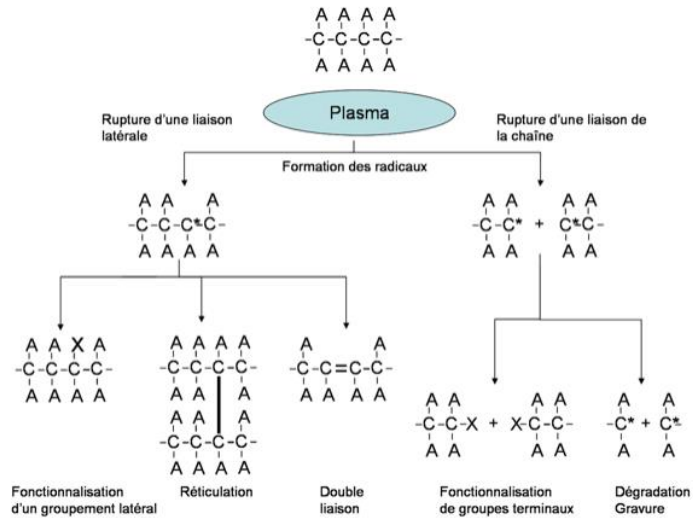 A A A A
-C-C-C-C-
A A A A
Plasma
Rupture d'une liaison
latérale
Rupture d'une liaison de
la chaîne
Formation des radicaux
A A A
-C-C-C*-C-
A A A A
A A A A
-C-C* + C*-C-
A A A A
A A X A
-C-C-C-C-
A A A A
A A A A
-C-C-C-C-
A A A
A A A
-C-C-C-C-
A A A A
A A
-C-C=C-C-
A A A A
A A A A
-C-C-X + X-C-C-
A A A A
A A
-C* + C*-
A A
Fonctionnalisation
d'un groupement latéral
Réticulation
Double
liaison
Fonctionnalisation
de groupes terminaux
Dégradation
Gravure